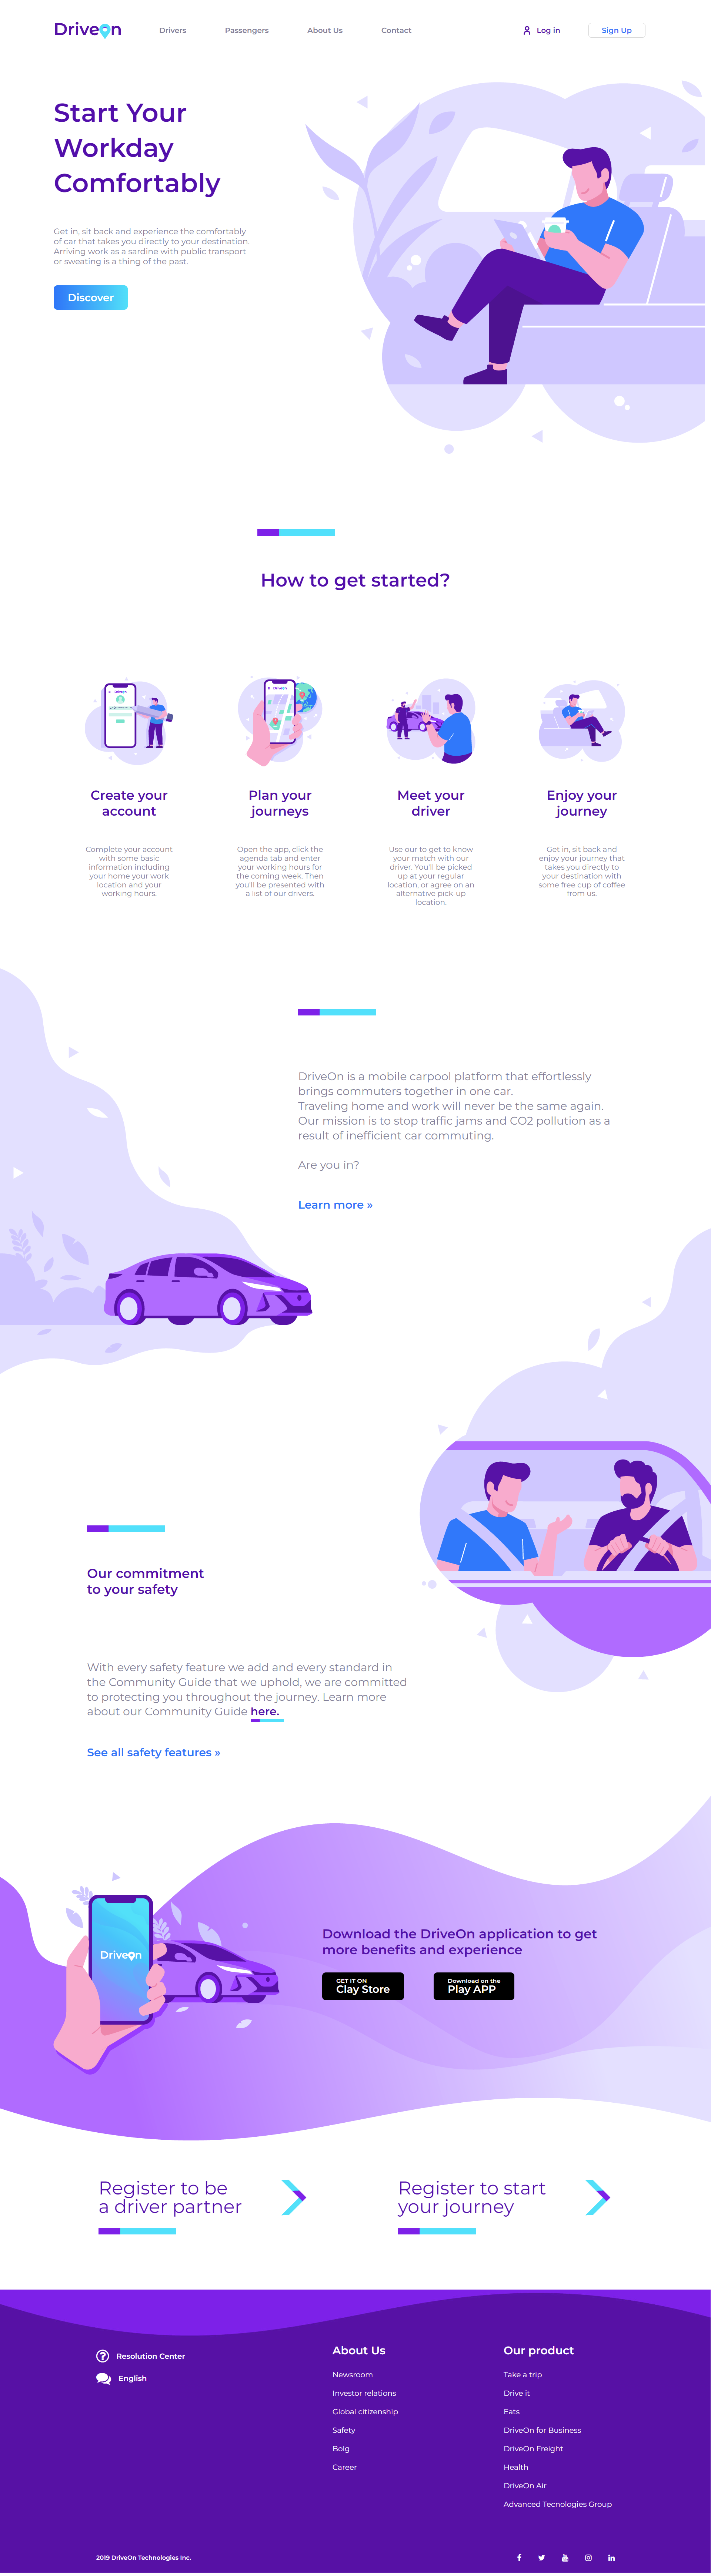 DriveOn
Drivers
Passengers
About Us
Contact
Log in
Sign Up
Start Your
Workday
Comfortably
Get in, sit back and experience the comfortably
of car that takes you directly to your destination.
Arriving work as a sardine with public transport
or sweating is a thing of the past.
Discover
How to get started?
DriveOn
DriveOn
Create your
account
Complete your account
with some basic
information including
your home your work
location and your
working hours.
Plan your
journeys
Open the app, click the
agenda tab and enter
your working hours for
the coming week. Then
you'll be presented with
a list of our drivers.
Meet your
driver
Use our to get to know
your match with our
driver. You'll be picked
up at your regular
location, or agree on an
alternative pick-up
location.
Enjoy your
journey
Get in, sit back and
enjoy your journey that
takes you directly to
your destination with
some free cup of coffee
from us.
DriveOn is a mobile carpool platform that effortlessly
brings commuters together in one car.
Traveling home and work will never be the same again.
Our mission is to stop traffic jams and CO2 pollution as a
result of inefficient car commuting.
Are you in?
Learn more »
Our commitment
to your safety
With every safety feature we add and every standard in
the Community Guide that we uphold, we are committed
to protecting you throughout the journey. Learn more
about our Community Guide here.
See all safety features »
DriveOn
Download the DriveOn application to get
more benefits and experience
GET IT ON
Clay Store
Download on the
Play APP
Register to be
a driver partner
Register to start
your journey
Resolution Center
English
About Us
Newsroom
Investor relations
Global citizenship
Safety
Bolg
Career
Our product
Take a trip
Drive it
Eats
DriveOn for Business
DriveOn Freight
Health
DriveOn Air
Advanced Tecnologies Group
2019 DriveOn Technologies Inc.